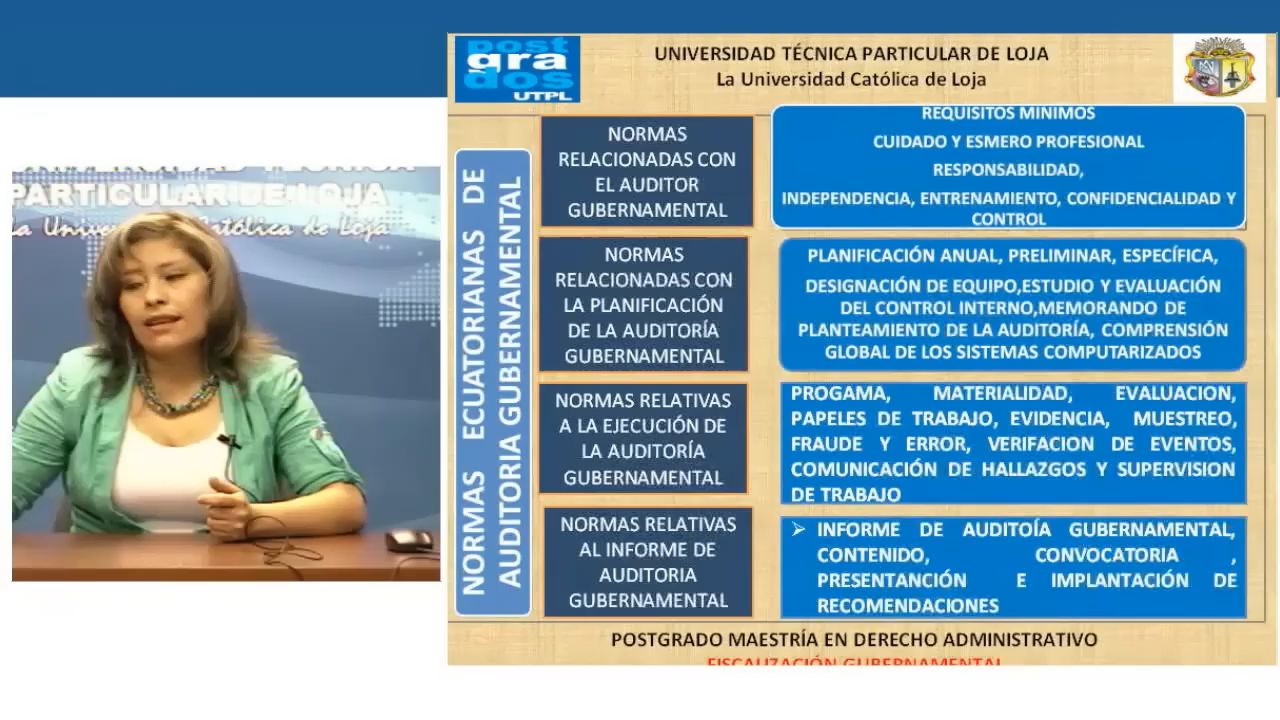 PARTICULAR DE LOJA
La Universidad Católica de Loja
post
grados
UTPL
UNIVERSIDAD TÉCNICA PARTICULAR DE LOJA
La Universidad Católica de Loja
NORMAS ECUATORIANAS DE
AUDITORIA GUBERNAMENTAL
NORMAS
RELACIONADAS CON
EL AUDITOR
GUBERNAMENTAL
REQUISITOS MINIMOS
CUIDADO Y ESMERO PROFESIONAL
RESPONSABILIDAD,
INDEPENDENCIA, ENTRENAMIENTO, CONFIDENCIALIDAD Y
CONTROL
NORMAS
RELACIONADAS CON
LA PLANIFICACIÓN
DE LA AUDITORÍA
GUBERNAMENTAL
PLANIFICACIÓN ANUAL, PRELIMINAR, ESPECÍFICA,
DESIGNACIÓN DE EQUIPO,ESTUDIO Y EVALUACIÓN
DEL CONTROL INTERNO,MEMORANDO DE
PLANTEAMIENTO DE LA AUDITORÍA, COMPRENSIÓN
GLOBAL DE LOS SISTEMAS COMPUTARIZADOS
NORMAS RELATIVAS
A LA EJECUCIÓN DE
LA AUDITORÍA
GUBERNAMENTAL
PROGAMA, MATERIALIDAD, EVALUACION,
PAPELES DE TRABAJO, EVIDENCIA, MUESTREO,
FRAUDE Y ERROR, VERIFACION DE EVENTOS,
COMUNICACIÓN DE HALLAZGOS Y SUPERVISION
DE TRABAJO
NORMAS RELATIVAS
AL INFORME DE
AUDITORIA
GUBERNAMENTAL
INFORME DE AUDITOÍA GUBERNAMENTAL,
CONTENIDO, CONVOCATORIA ,
PRESENTANCIÓN E IMPLANTACIÓN DE
RECOMENDACIONES
POSTGRADO MAESTRÍA EN DERECHO ADMINISTRATIVO
FISCALIZACIÓN GUBERNAMENTAL